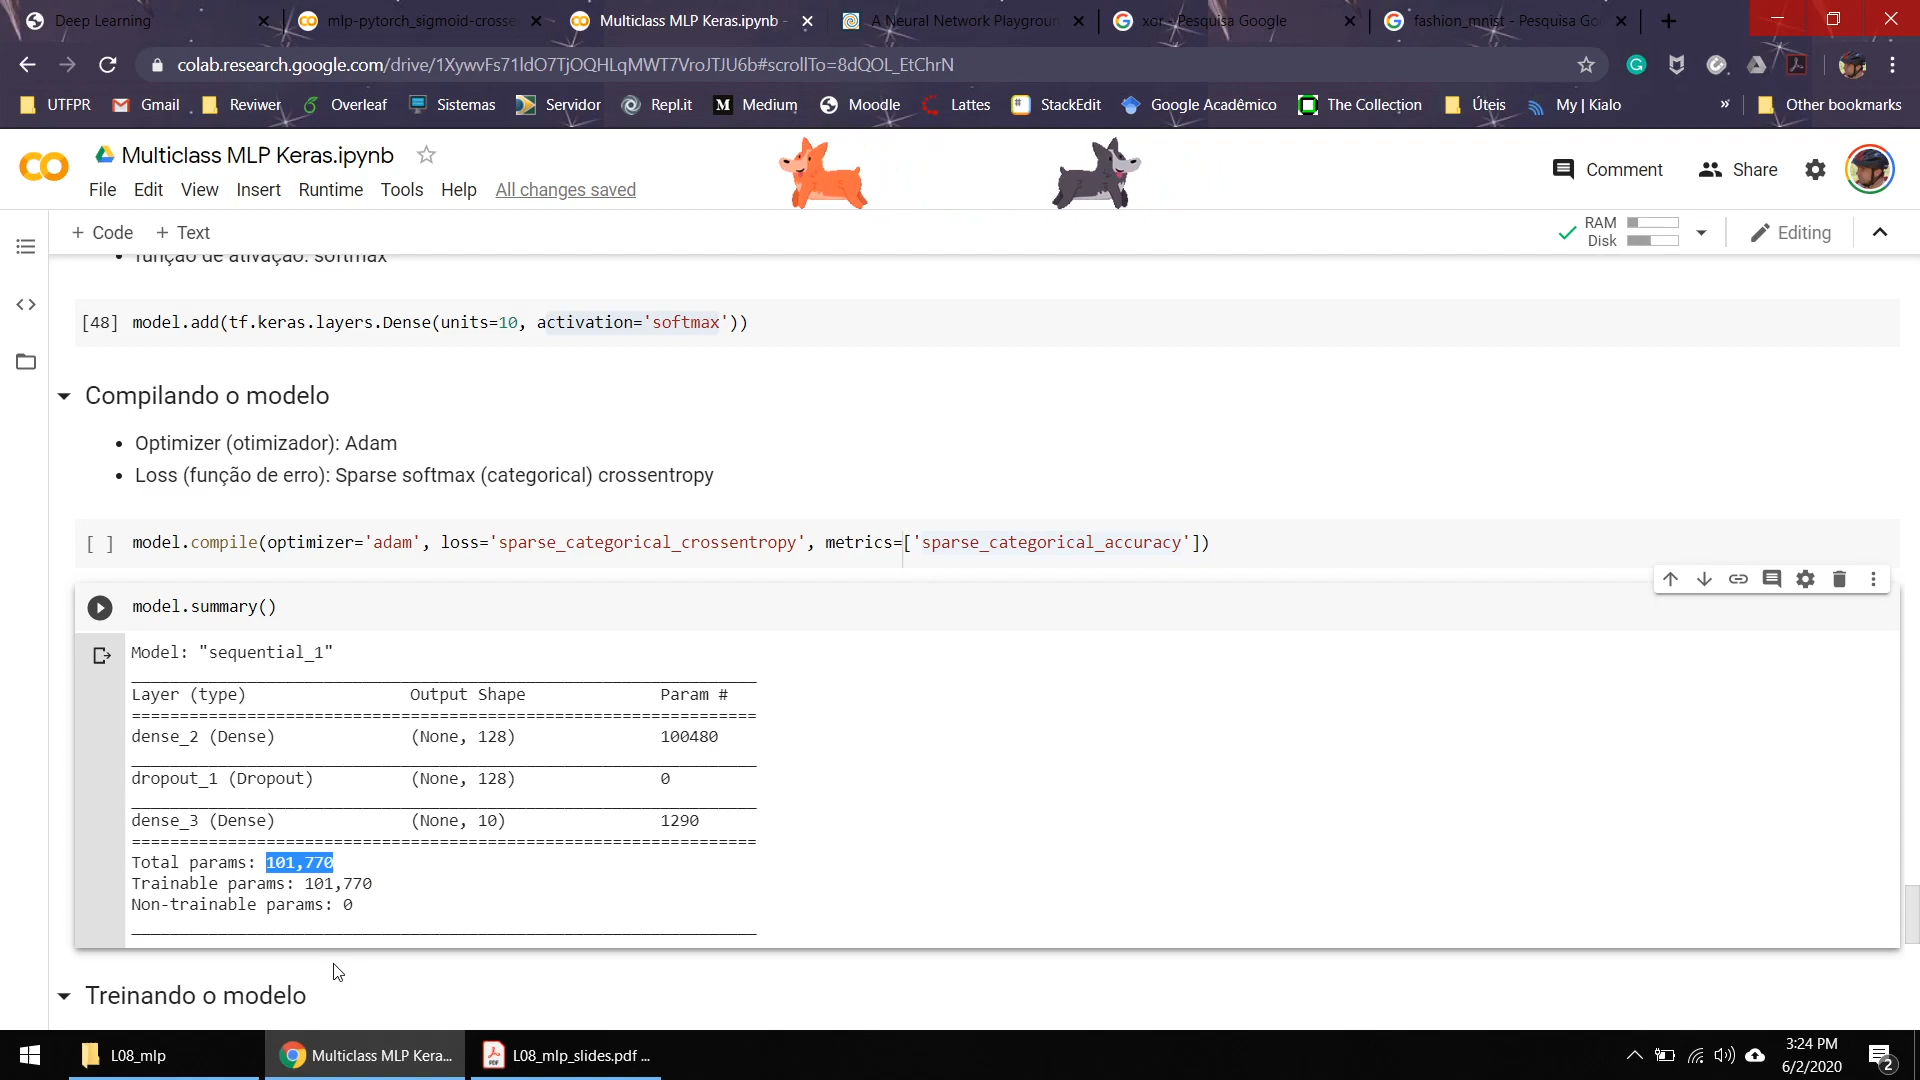 Deep Learning
mlp-pytorch_sigmoid-crosse
Multiclass MLP Keras.ipynb -
A Neural Network Playgroun
xor - Pesquisa Google
fashion_mnist - Pesquisa Go
colab.research.google.com/drive/1XywvFs71ldO7TjOQHLqMWT7VroJTJU6b#scrollTo=8dQOL_EtChrN
UTFPR Gmail Reviwer Overleaf Sistemas Servidor Repl.it Medium Moodle Lattes StackEdit Google Acadêmico The Collection Úteis My | Kialo » Other bookmarks
Multiclass MLP Keras.ipynb
Comment Share
File Edit View Insert Runtime Tools Help All changes saved
+ Code + Text
RAM
Disk
Editing
• função de ativação: softmax
[48] model.add(tf.keras.layers.Dense(units=10, activation='softmax'))
Compilando o modelo
• Optimizer (otimizador): Adam
• Loss (função de erro): Sparse softmax (categorical) crossentropy
[ ] model.compile(optimizer='adam', loss='sparse_categorical_crossentropy', metrics=['sparse_categorical_accuracy'])
model.summary()
Model: "sequential_1"
Layer (type) Output Shape Param #
dense_2 (Dense) (None, 128) 100480
dropout_1 (Dropout) (None, 128) 0
dense_3 (Dense) (None, 10) 1290
Total params: 101,770
Trainable params: 101,770
Non-trainable params: 0
Treinando o modelo
L08_mlp
Multiclass MLP Kera...
L08_mlp_slides.pdf ...
3:24 PM
6/2/2020
2